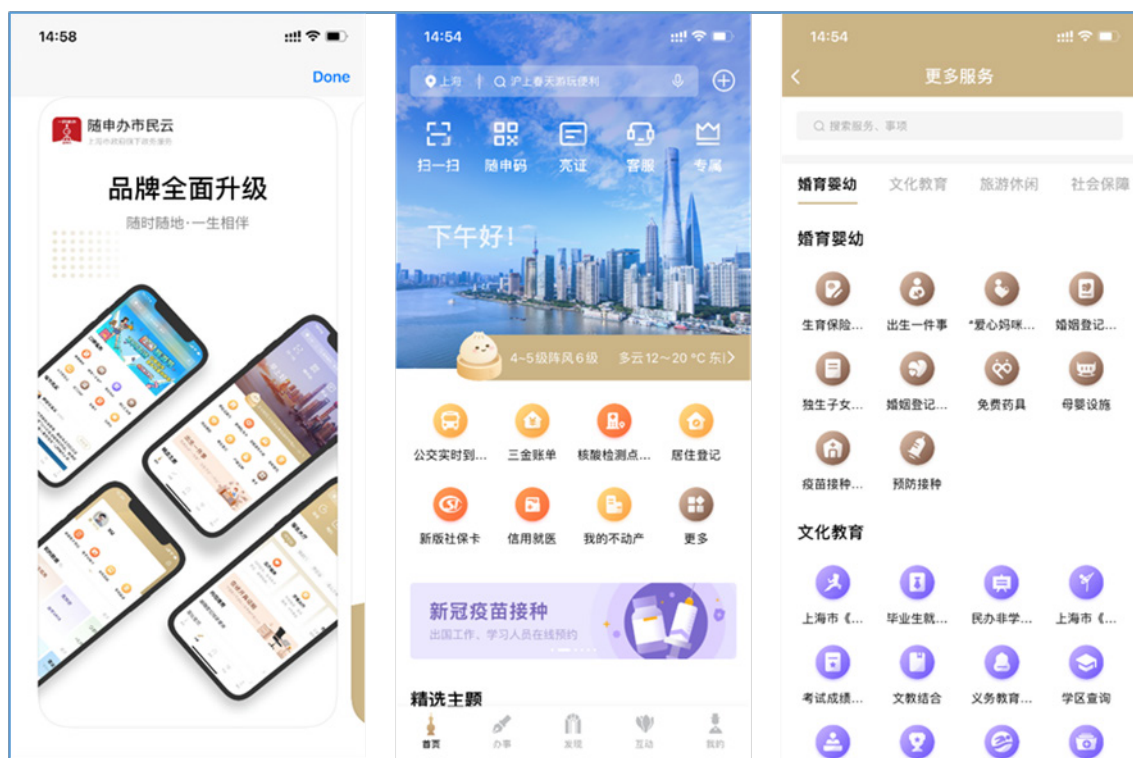 14:58
Done
随申办市民云
上海市政府旗下政务服务
品牌全面升级
随时随地·一生相伴
14:54
上海
沪上春天游玩便利
扫一扫
随申码
亮证
客服
专属
下午好!
4~5级阵风6级
多云12~20 °C 东
公交实时到...
三金账单
核酸检测点...
居住登记
新版社保卡
信用就医
我的不动产
更多
新冠疫苗接种
出国工作、学习人员在线预约
精选主题
首页
办事
发现
互动
我的
14:54
更多服务
搜索服务、事项
婚育婴幼
文化教育
旅游休闲
社会保障
婚育婴幼
生育保险...
出生一件事
“爱心妈咪...
婚姻登记...
独生子女...
婚姻登记...
免费药具
母婴设施
疫苗接种...
预防接种
文化教育
上海市《...
毕业生就...
民办非学...
上海市《...
考试成绩...
文教结合
义务教育...
学区查询